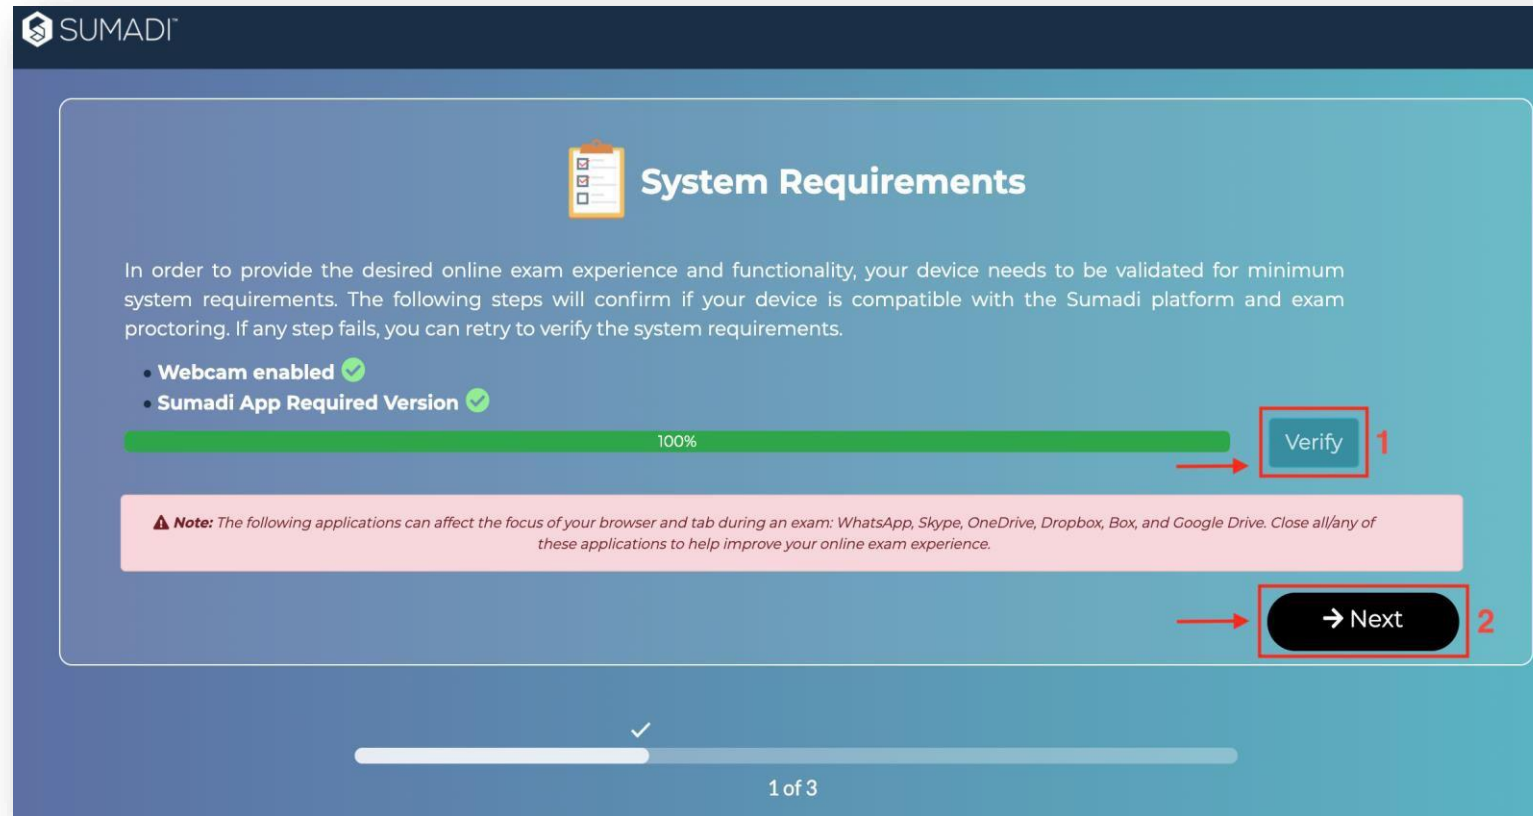 SUMADI™
System Requirements
In order to provide the desired online exam experience and functionality, your device needs to be validated for minimum
system requirements. The following steps will confirm if your device is compatible with the Sumadi platform and exam
proctoring. If any step fails, you can retry to verify the system requirements.
• Webcam enabled
• Sumadi App Required Version
100%
Verify
1
Note: The following applications can affect the focus of your browser and tab during an exam: WhatsApp, Skype, OneDrive, Dropbox, Box, and Google Drive. Close all/any of
these applications to help improve your online exam experience.
→ Next
2
1 of 3